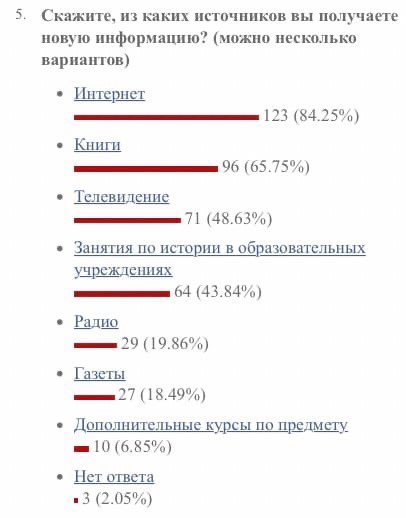 5. Скажите, из каких источников вы получаете
новую информацию? (можно несколько
вариантов)
• Интернет
123 (84.25%)
• Книги
96 (65.75%)
• Телевидение
71 (48.63%)
• Занятия по истории в образовательных
учреждениях
64 (43.84%)
• Радио
29 (19.86%)
• Газеты
27 (18.49%)
• Дополнительные курсы по предмету
10 (6.85%)
• Нет ответа
3 (2.05%)